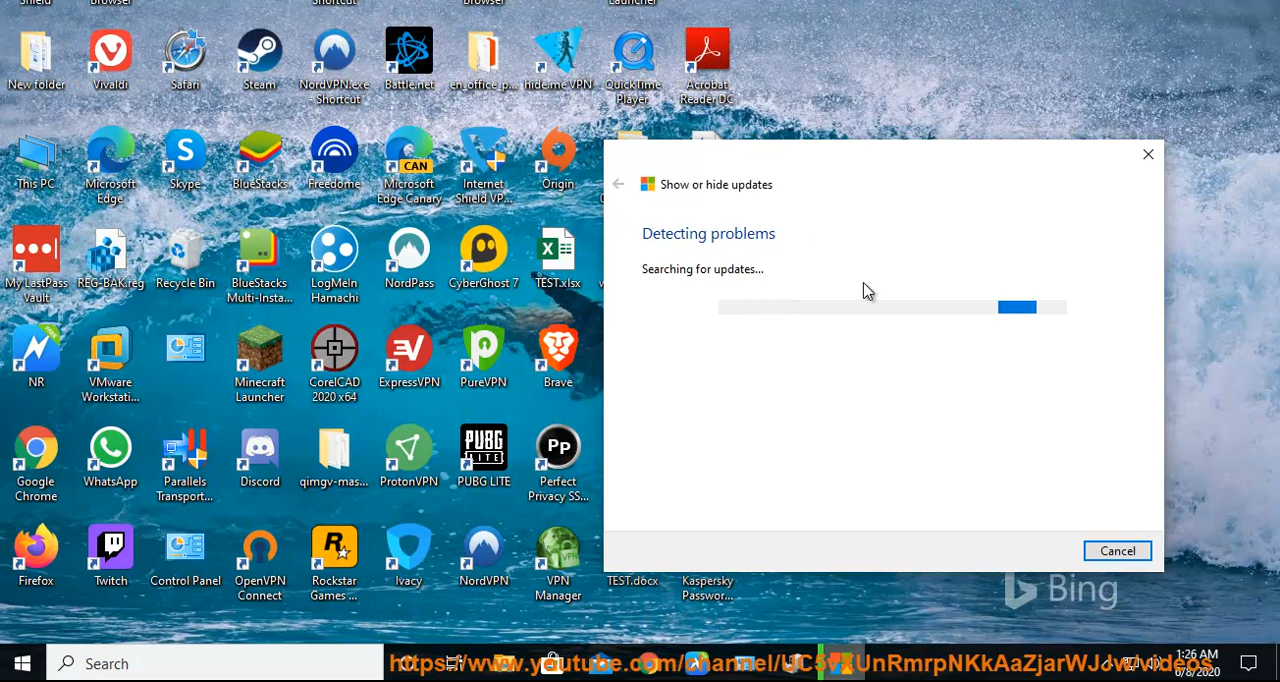 Shield
Browser
Shortcut
Browser
Launcher
New folder
Vivaldi
Safari
Steam
NordVPN.exe
- Shortcut
Battle.net
en_office_p...
hide.me VPN
QuickTime
Player
Acrobat
Reader DC
This PC
Microsoft
Edge
Skype
BlueStacks
Freedome
CAN
Microsoft
Edge Canary
Internet
Shield VP...
Origin
My LastPass
Vault
REG-BAK.reg
Recycle Bin
BlueStacks
Multi-Insta...
LogMeIn
Hamachi
NordPass
CyberGhost 7
TEST.xlsx
NR
VMware
Workstati...
Minecraft
Launcher
CorelCAD
2020 x64
ExpressVPN
PureVPN
Brave
Google
Chrome
WhatsApp
Parallels
Transport...
Discord
qimgv-mas...
ProtonVPN
PUBG
LITE
PUBG LITE
PP
Perfect
Privacy SS...
Firefox
Twitch
Control Panel
OpenVPN
Connect
Rockstar
Games ...
Ivacy
NordVPN
VPN
Manager
TEST.docx
Kaspersky
Passwor...
Show or hide updates
Detecting problems
Searching for updates...
Cancel
Bing
Search
1:26 AM
6/8/2020